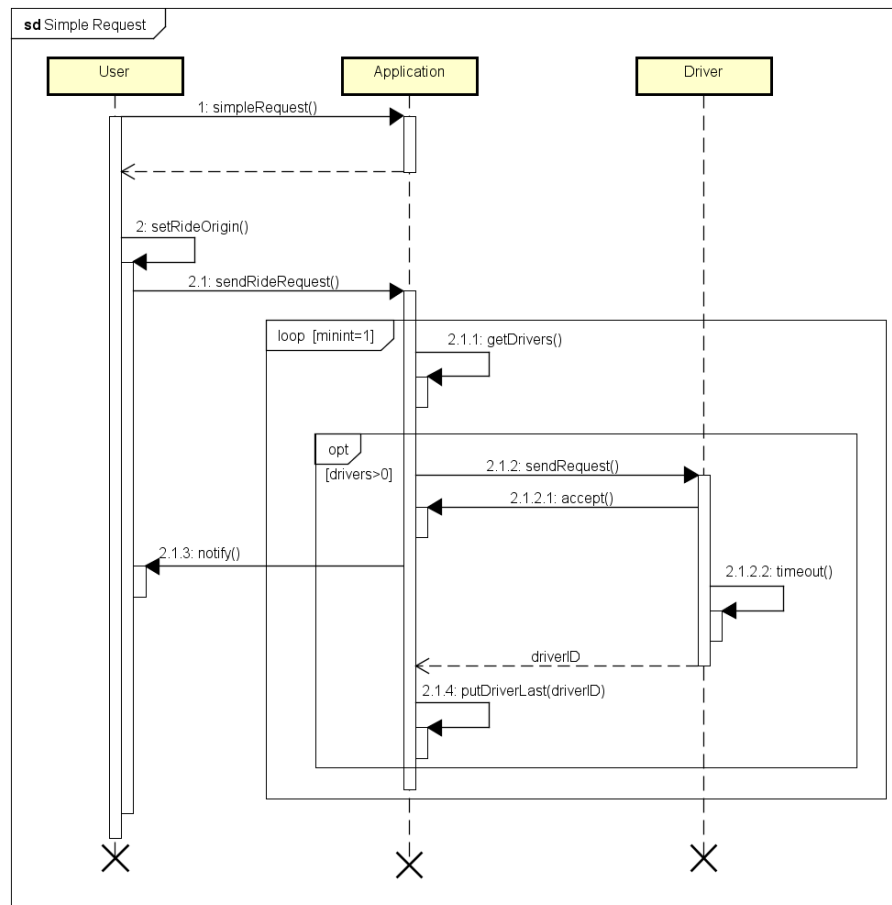 sd Simple Request
User
Application
Driver
1: simpleRequest()
2: setRideOrigin()
2.1: sendRideRequest()
loop [minint=1]
2.1.1: getDrivers()
opt
[drivers>0]
2.1.2: sendRequest()
2.1.2.1: accept()
2.1.3: notify()
2.1.2.2: timeout()
driverID
2.1.4: putDriverLast(driverID)